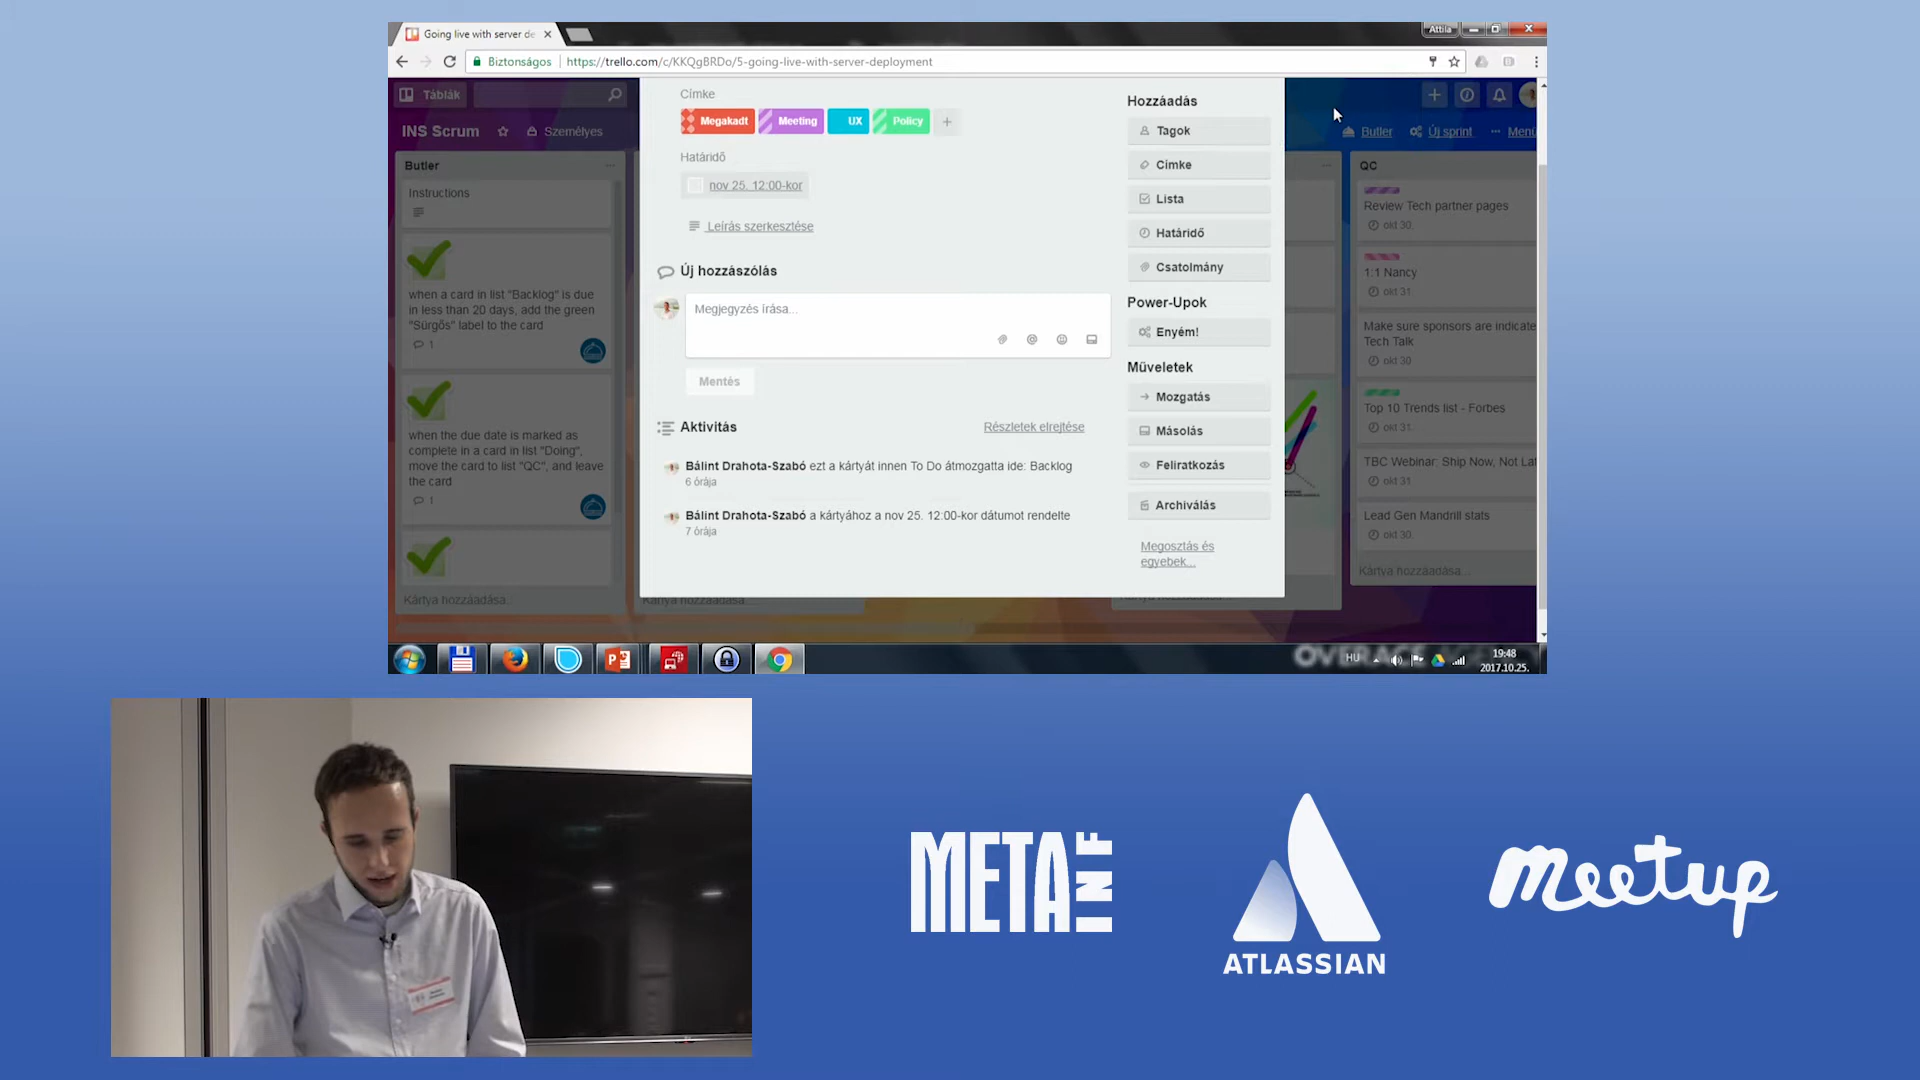 Going live with server de
Attila
Biztonságos
https://trello.com/c/KKQgBRDo/5-going-live-with-server-deployment
Táblák
INS Scrum
Személyes
Butler
Új sprint
Menü
Butler
Instructions
when a card in list "Backlog" is due
in less than 20 days, add the green
"Sürgős" label to the card
1
when the due date is marked as
complete in a card in list "Doing",
move the card to list "QC", and leave
the card
1
Kártya hozzáadása...
Címke
Megakadt
Meeting
UX
Policy
Határidő
nov 25. 12:00-kor
Leírás szerkesztése
Új hozzászólás
Megjegyzés írása...
Mentés
Aktivitás
Részletek elrejtése
Bálint Drahota-Szabó ezt a kártyát innen To Do átmozgatta ide: Backlog
6 órája
Bálint Drahota-Szabó a kártyához a nov 25. 12:00-kor dátumot rendelte
7 órája
Kártya hozzáadása...
Hozzáadás
Tagok
Címke
Lista
Határidő
Csatolmány
Power-Upok
Enyém!
Műveletek
Mozgatás
Másolás
Feliratkozás
Archiválás
Megosztás és
egyebek...
QC
Review Tech partner pages
okt 30.
1:1 Nancy
okt 31.
Make sure sponsors are indicate
Tech Talk
okt 30
Top 10 Trends list - Forbes
okt 31.
TBC Webinar: Ship Now, Not Lat
okt 31
Lead Gen Mandrill stats
okt 30.
Kártya hozzáadása...
HU
19:48
2017.10.25.
META
INF
ATLASSIAN
meetup